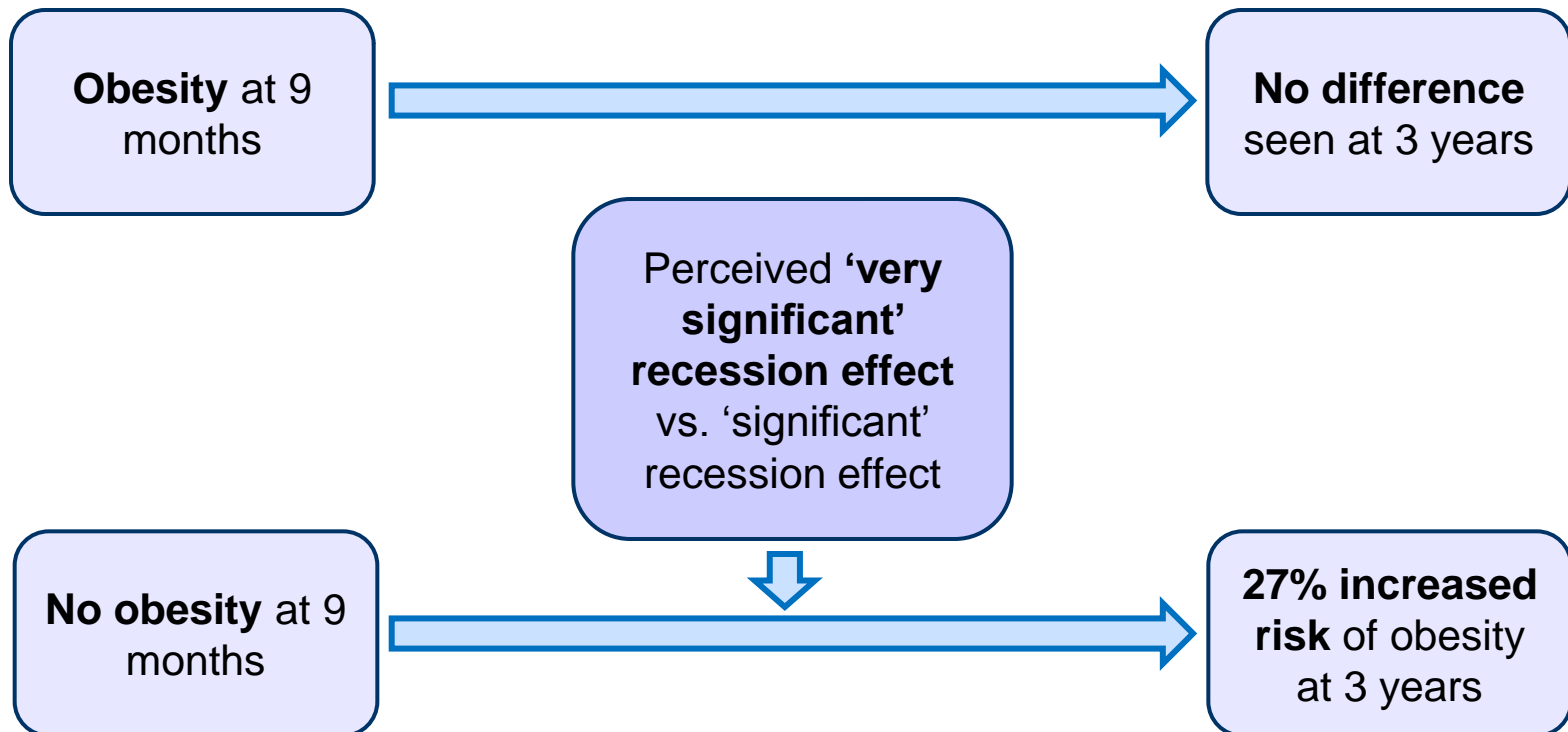 Obesity at 9
months
No difference
seen at 3 years
Perceived ‘very
significant’
recession effect
vs. ‘significant’
recession effect
No obesity at 9
months
27% increased
risk of obesity
at 3 years